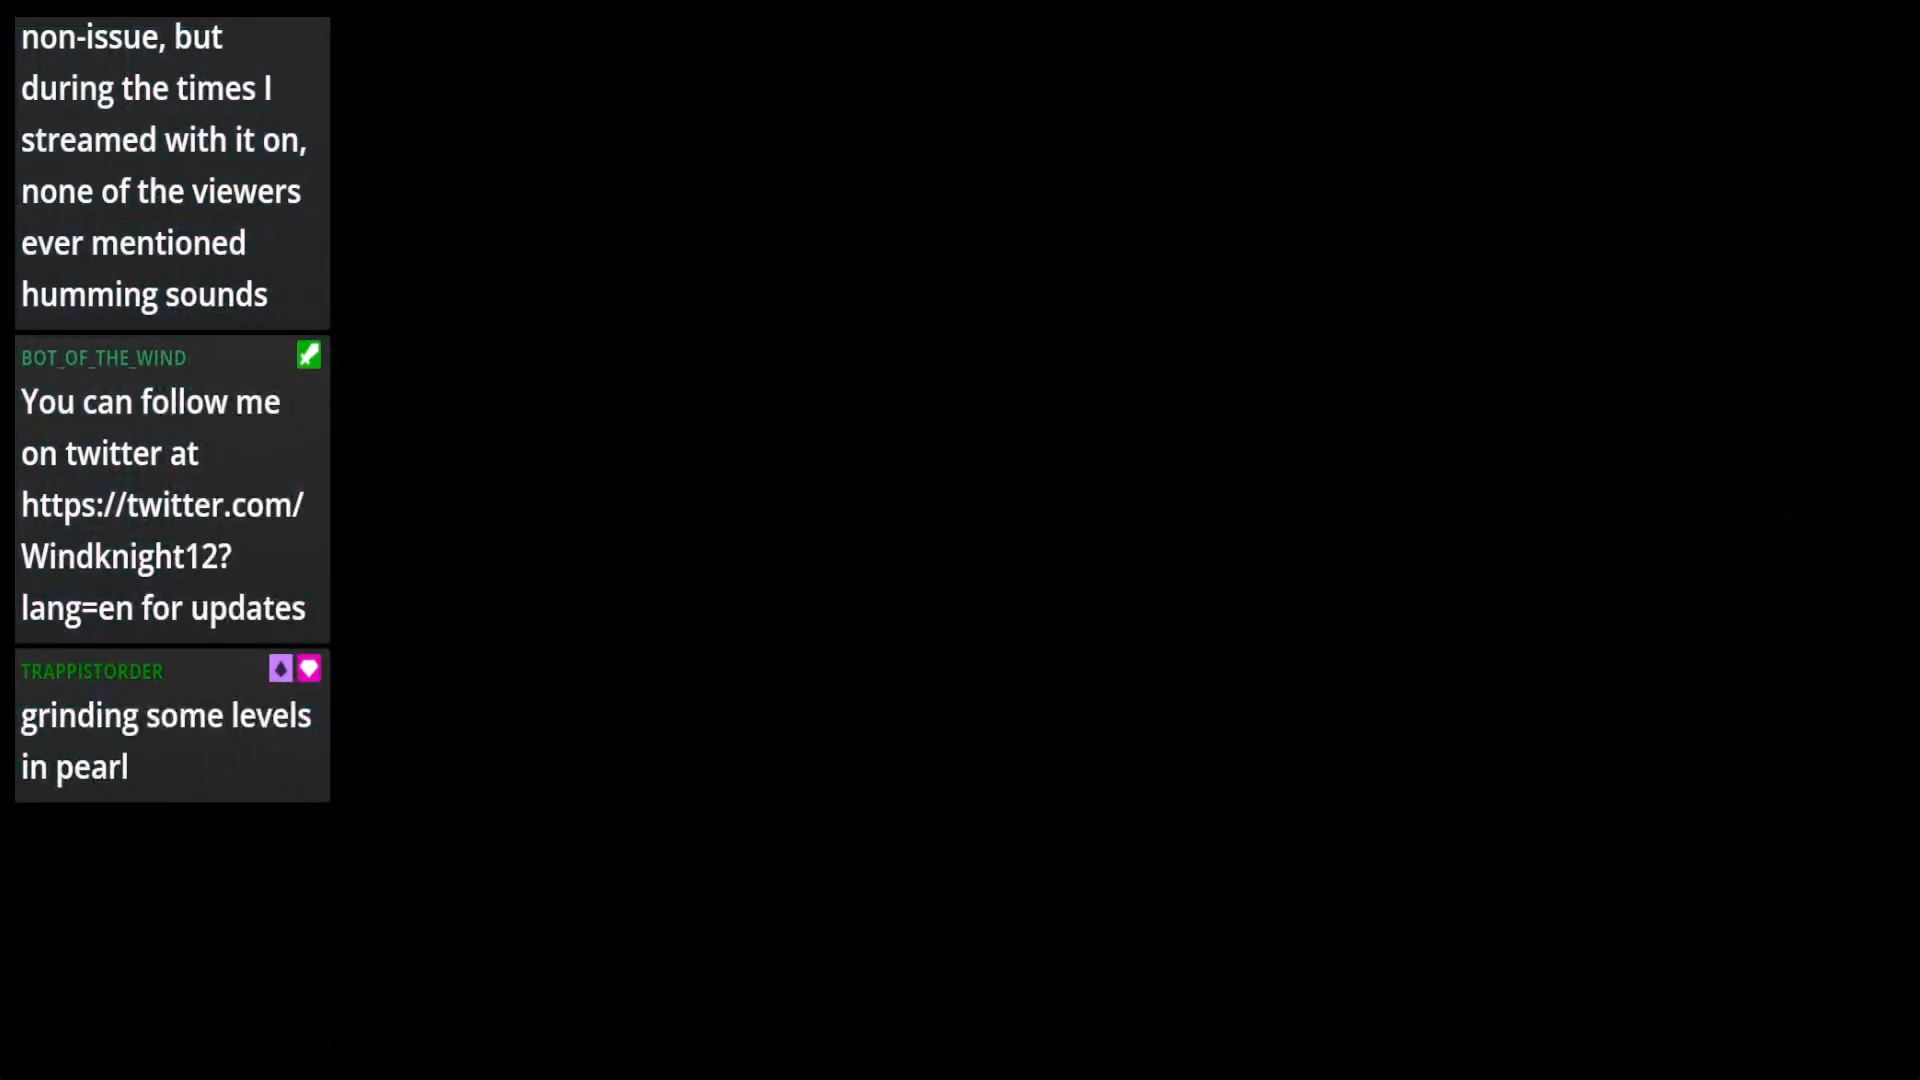 non-issue, but
during the times I
streamed with it on,
none of the viewers
ever mentioned
humming sounds
BOT_OF_THE_WIND
You can follow me
on twitter at
https://twitter.com/
Windknight12?
lang=en for updates
TRAPPISTORDER
grinding some levels
in pearl